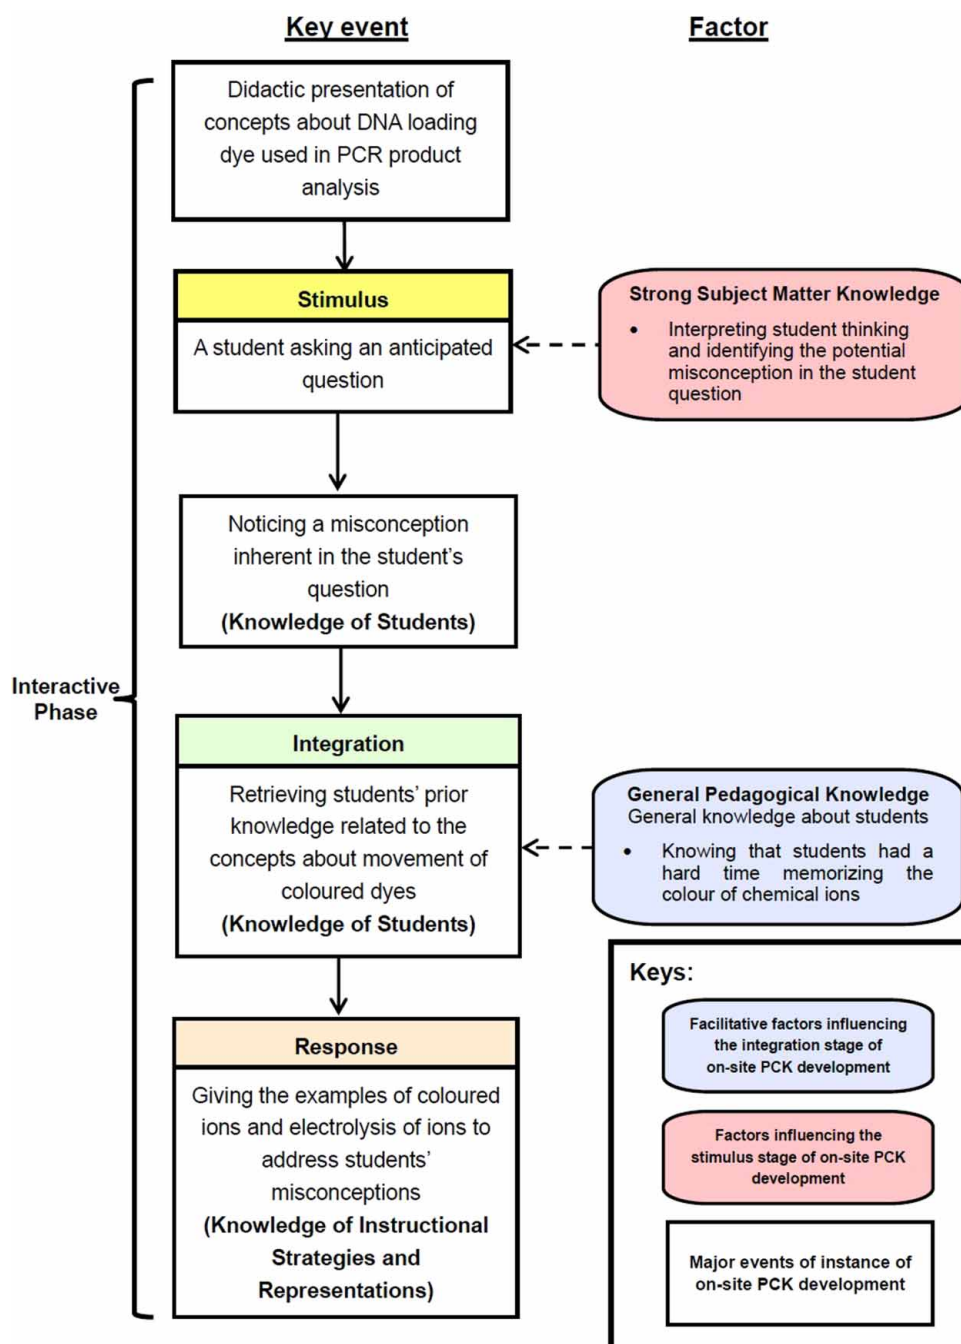 Key event
Factor
Didactic presentation of
concepts about DNA loading
dye used in PCR product
analysis
Stimulus
A student asking an anticipated
question
Strong Subject Matter Knowledge
• Interpreting student thinking
and identifying the potential
misconception in the student
question
Noticing a misconception
inherent in the student's
question
(Knowledge of Students)
Interactive
Phase
Integration
Retrieving students' prior
knowledge related to the
concepts about movement of
coloured dyes
(Knowledge of Students)
General Pedagogical Knowledge
General knowledge about students
• Knowing that students had a
hard time memorizing the
colour of chemical ions
Response
Giving the examples of coloured
ions and electrolysis of ions to
address students'
misconceptions
(Knowledge of Instructional
Strategies and
Representations)
Keys:
Facilitative factors influencing
the integration stage of
on-site PCK development
Factors influencing the
stimulus stage of on-site PCK
development
Major events of instance of
on-site PCK development